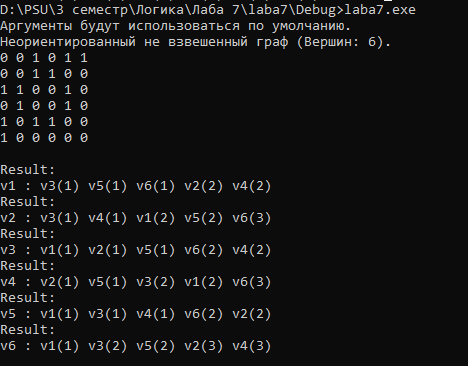 D:\PSU\3 семестр\Логика\Лаба 7\laba7\Debug>laba7.exe
Аргументы будут использоваться по умолчанию.
Неориентированный не взвешенный граф (Вершин: 6).
0 0 1 0 1 1
0 0 1 1 0 0
1 1 0 0 1 0
0 1 0 0 1 0
1 0 1 1 0 0
1 0 0 0 0 0
Result:
v1 : v3(1) v5(1) v6(1) v2(2) v4(2)
Result:
v2 : v3(1) v4(1) v1(2) v5(2) v6(3)
Result:
v3 : v1(1) v2(1) v5(1) v6(2) v4(2)
Result:
v4 : v2(1) v5(1) v3(2) v1(2) v6(3)
Result:
v5 : v1(1) v3(1) v4(1) v6(2) v2(2)
Result:
v6 : v1(1) v3(2) v5(2) v2(3) v4(3)